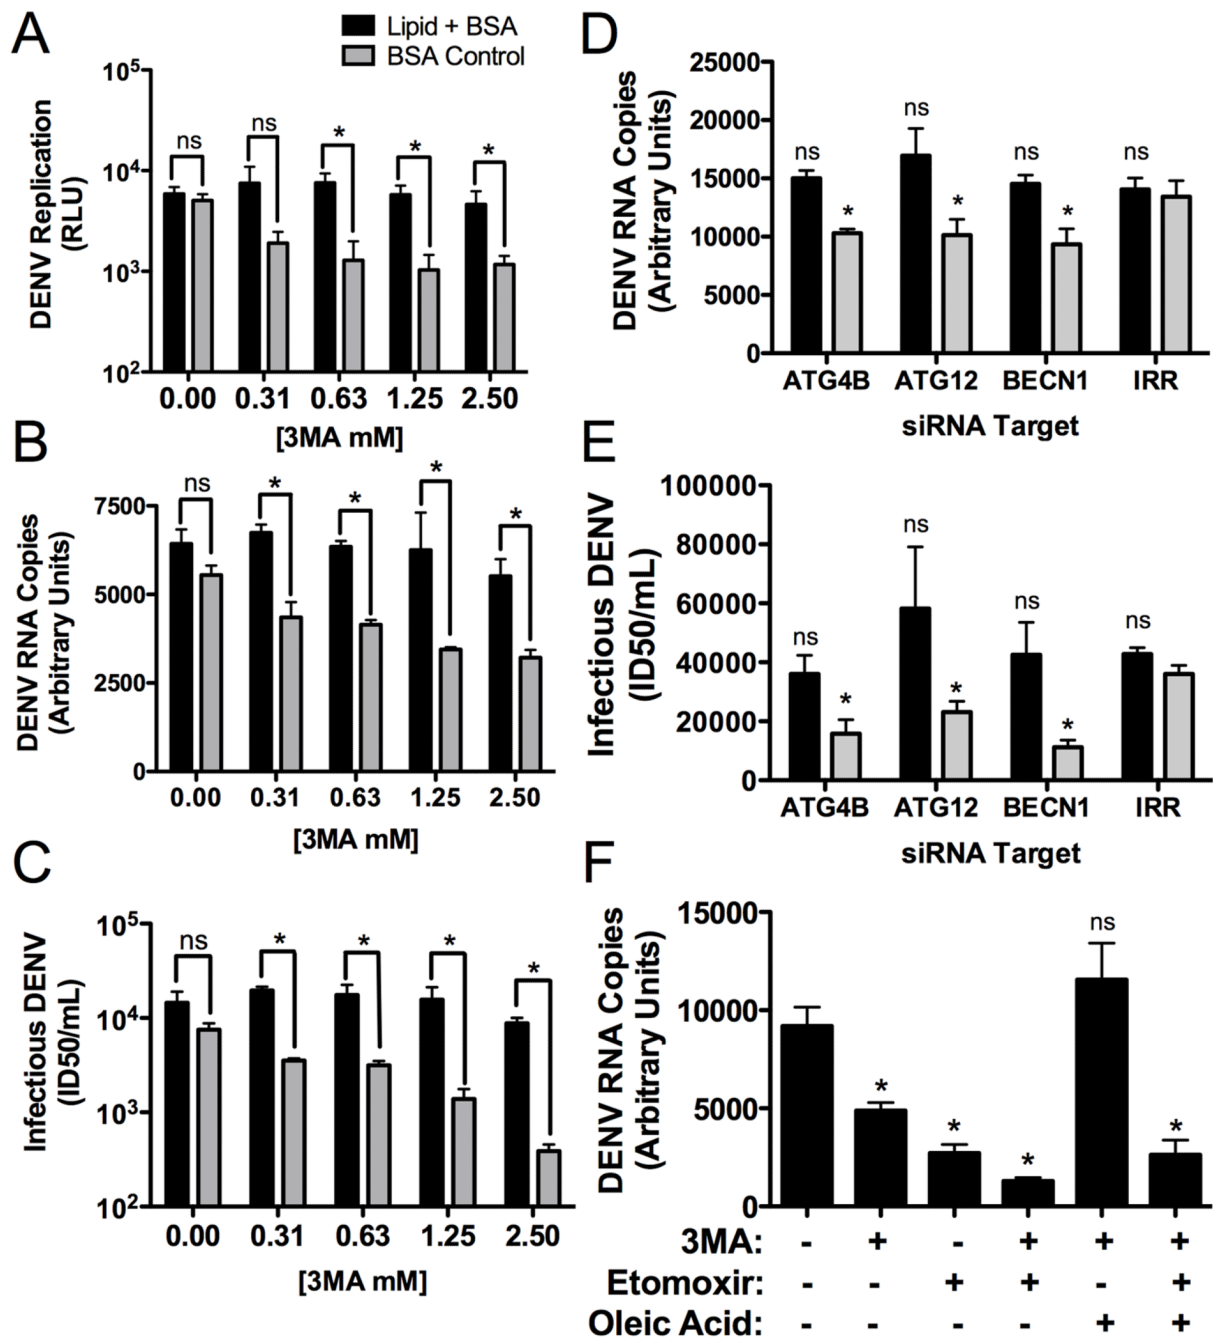 A
Lipid + BSA
BSA Control
DENV Replication
(RLU)
10^5
10^4
10^3
10^2
ns
ns
*
*
*
0.00 0.31 0.63 1.25 2.50
[3MA mM]
B
DENV RNA Copies
(Arbitrary Units)
7500
5000
2500
0
ns
*
*
*
*
0.00 0.31 0.63 1.25 2.50
[3MA mM]
C
Infectious DENV
(ID50/mL)
10^5
10^4
10^3
10^2
ns
*
*
*
*
0.00 0.31 0.63 1.25 2.50
[3MA mM]
D
DENV RNA Copies
(Arbitrary Units)
25000
20000
15000
10000
5000
0
ns * ns * ns * ns
ATG4B ATG12 BECN1 IRR
siRNA Target
E
Infectious DENV
(ID50/mL)
100000
80000
60000
40000
20000
0
ns * ns * ns * ns
ATG4B ATG12 BECN1 IRR
siRNA Target
F
DENV RNA Copies
(Arbitrary Units)
15000
10000
5000
0
* * * ns *
3MA: - + - + + +
Etomoxir: - - + + - +
Oleic Acid: - - - - + +